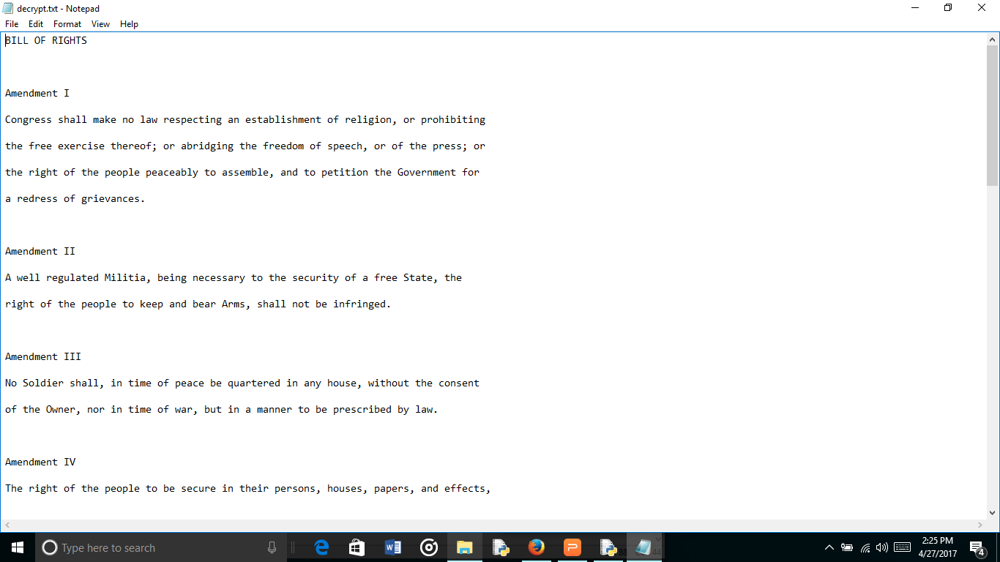 decrypt.txt - Notepad
File Edit Format View Help
BILL OF RIGHTS
Amendment I
Congress shall make no law respecting an establishment of religion, or prohibiting
the free exercise thereof; or abridging the freedom of speech, or of the press; or
the right of the people peaceably to assemble, and to petition the Government for
a redress of grievances.
Amendment II
A well regulated Militia, being necessary to the security of a free State, the
right of the people to keep and bear Arms, shall not be infringed.
Amendment III
No Soldier shall, in time of peace be quartered in any house, without the consent
of the Owner, nor in time of war, but in a manner to be prescribed by law.
Amendment IV
The right of the people to be secure in their persons, houses, papers, and effects,
Type here to search
2:25 PM
4/27/2017
4